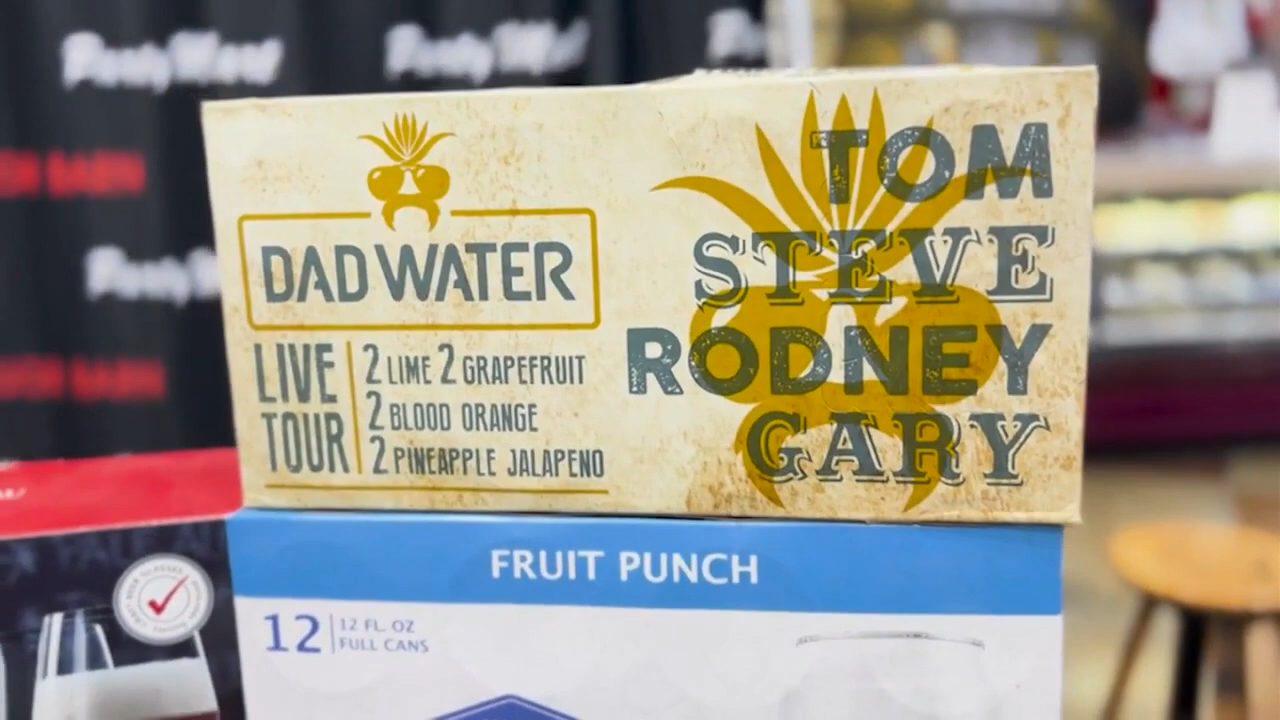 DAD WATER
LIVE
TOUR
2 LIME 2 GRAPEFRUIT
2 BLOOD ORANGE
2 PINEAPPLE JALAPENO
TOM
STEVE
RODNEY
GARY
FRUIT PUNCH
12
12 FL. OZ
FULL CANS